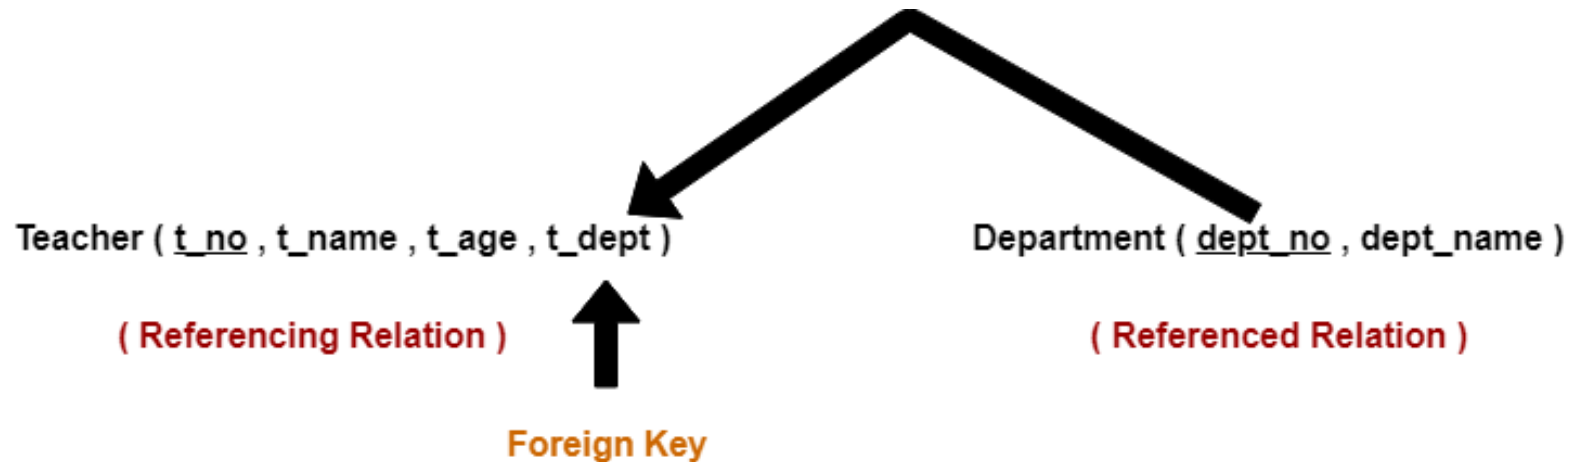 Teacher ( t_no , t_name , t_age , t_dept )
Department ( dept_no , dept_name )
( Referencing Relation )
( Referenced Relation )
Foreign Key